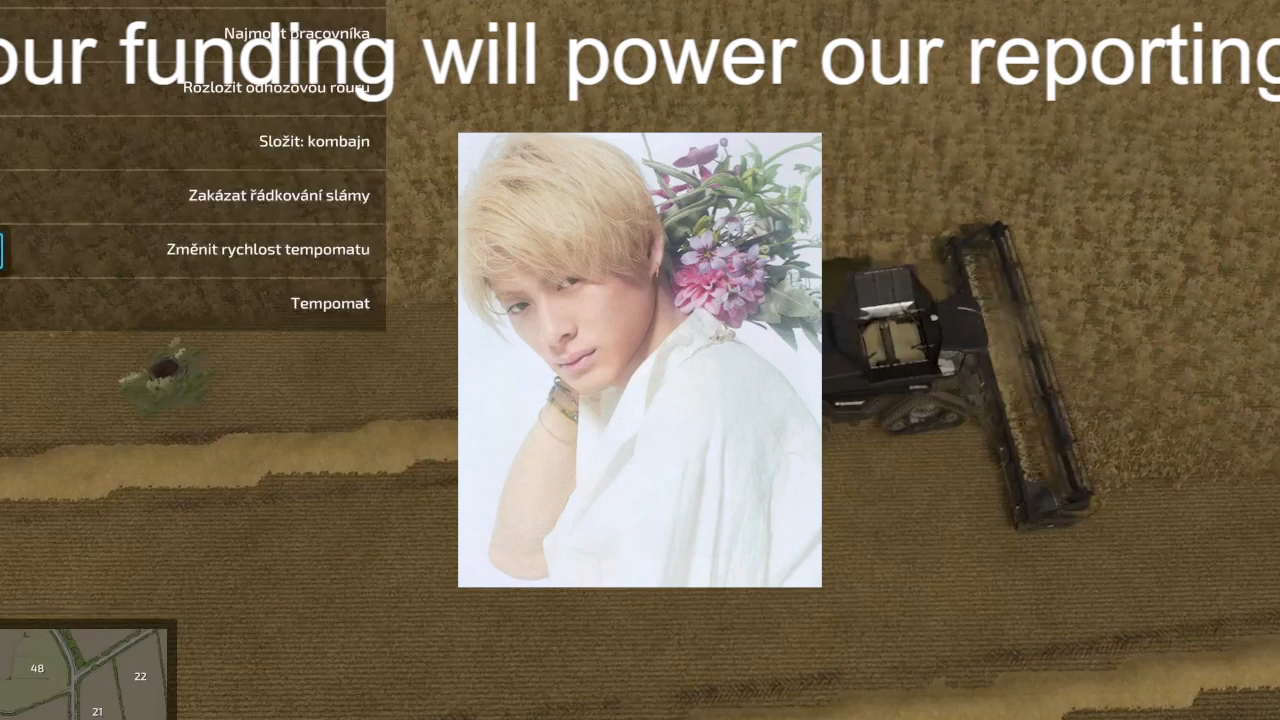 our funding will power our reporting
Najmout pracovníka
Rozložit odhozovou rouru
Složit: kombajn
Zakázat řádkování slámy
Změnit rychlost tempomatu
Tempomat
48
22
21